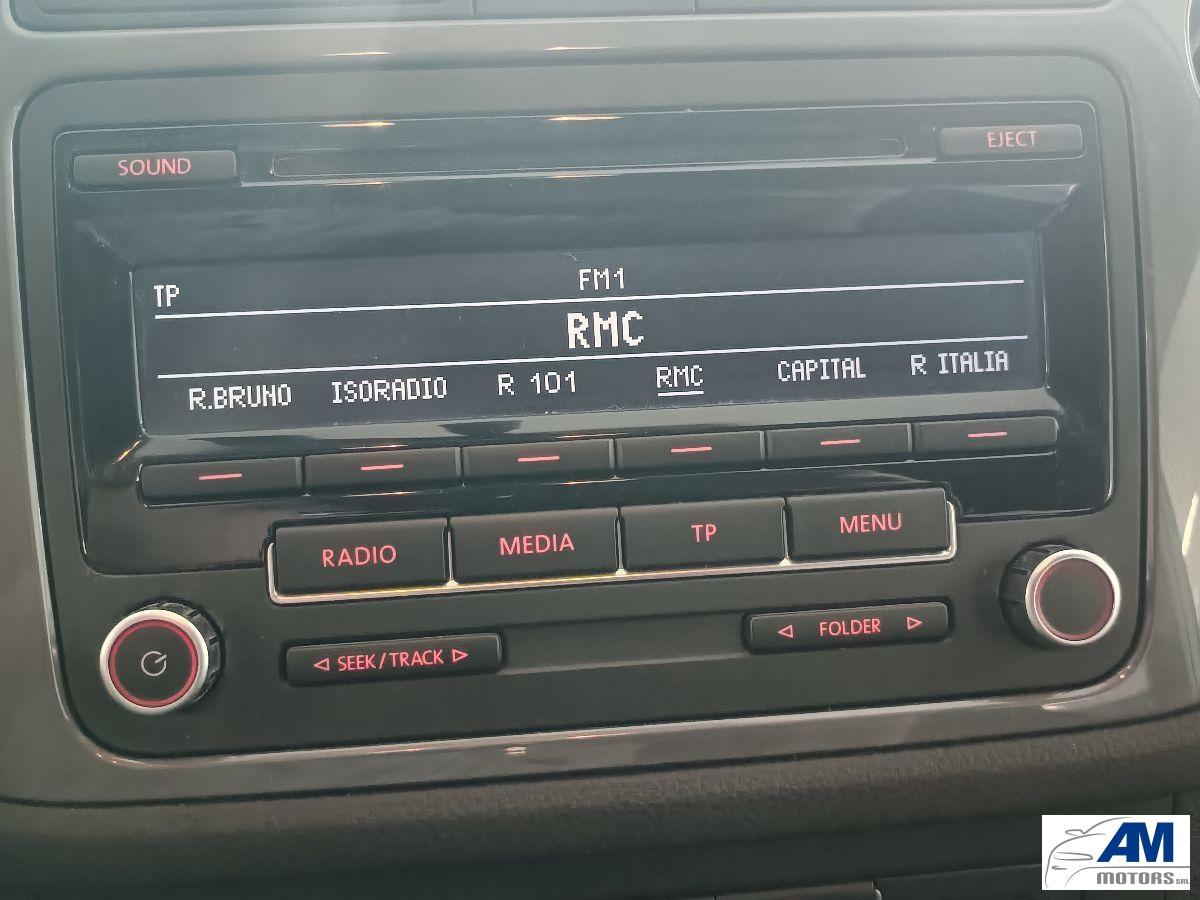 SOUND
EJECT
TP
FM1
RMC
R.BRUNO ISORADIO R 101 RMC CAPITAL R ITALIA
RADIO MEDIA TP MENU
SEEK/TRACK
FOLDER
AM
MOTORS SRL